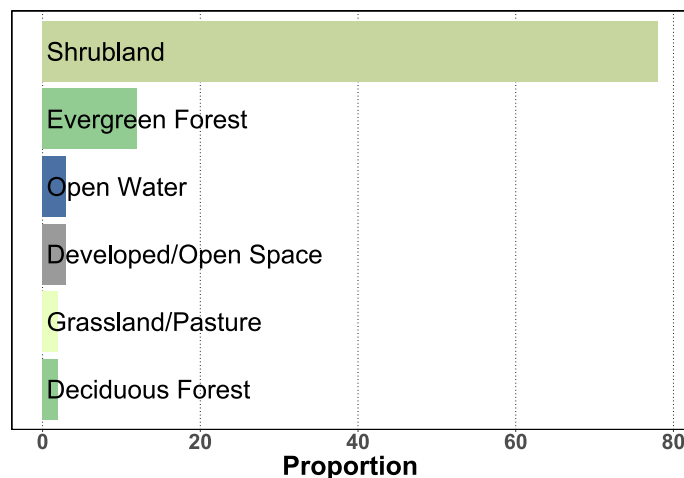 Shrubland
Evergreen Forest
Open Water
Developed/Open Space
Grassland/Pasture
Deciduous Forest
0 20 40 60 80
Proportion